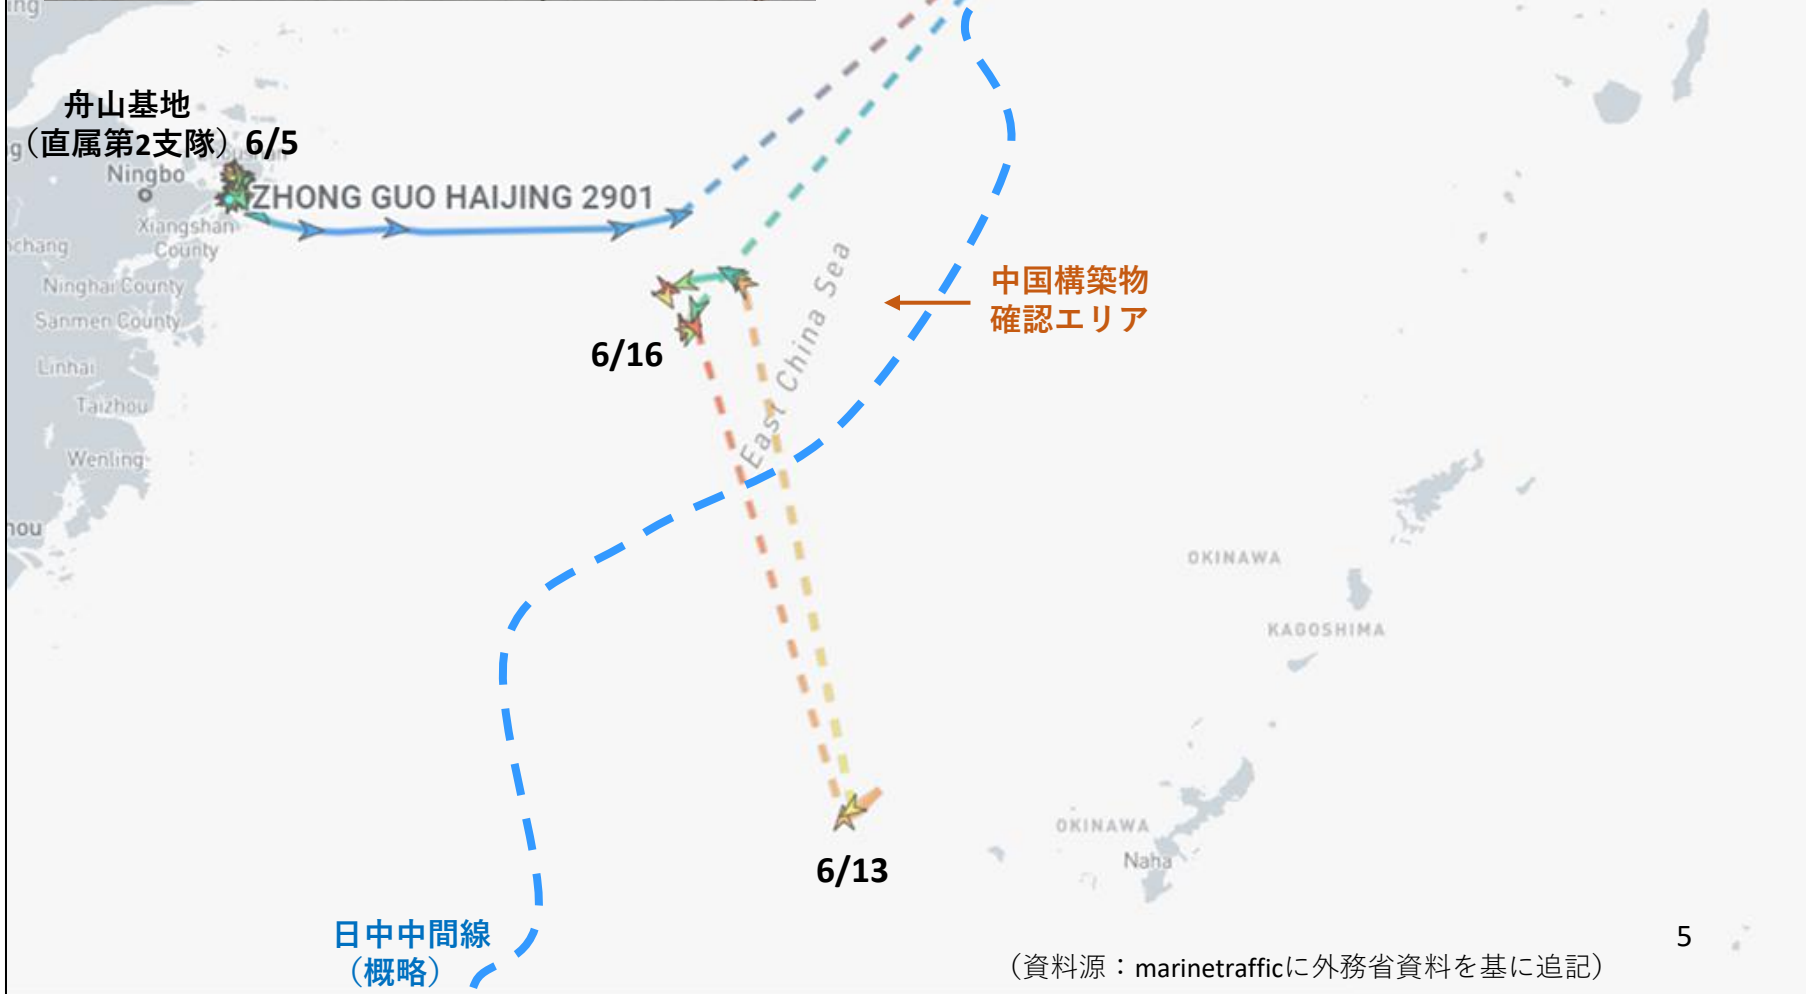 ing
舟山基地
（直属第2支隊）6/5
g
Ningbo
ZHONG GUO HAIJING 2901
Xiangshan
County
chang
Ninghai County
Sanmen County
Linhai
Taizhou
Wenling
hou
East China Sea
中国構築物
確認エリア
6/16
OKINAWA
KAGOSHIMA
OKINAWA
Naha
6/13
日中中間線
（概略）
5
（資料源：marinetrafficに外務省資料を基に追記）